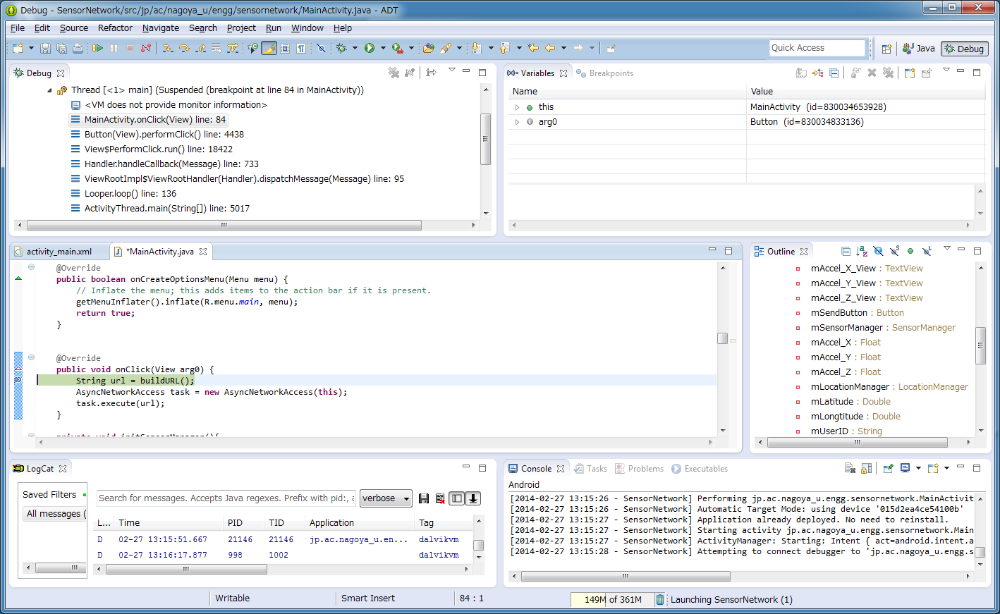 Debug - SensorNetwork/src/jp/ac/nagoya_u/engg/sensornetwork/MainActivity.java - ADT
File Edit Source Refactor Navigate Search Project Run Window Help
Quick Access
Java
Debug
Debug
Thread [<1> main] (Suspended (breakpoint at line 84 in MainActivity))
<VM does not provide monitor information>
MainActivity.onClick(View) line: 84
Button(View).performClick() line: 4438
View$PerformClick.run() line: 18422
Handler.handleCallback(Message) line: 733
ViewRootImpl$ViewRootHandler(Handler).dispatchMessage(Message) line: 95
Looper.loop() line: 136
ActivityThread.main(String[]) line: 5017
(x)= Variables Breakpoints
Name Value
this MainActivity (id=830034653928)
arg0 Button (id=830034833136)
activity_main.xml *MainActivity.java
@Override
public boolean onCreateOptionsMenu(Menu menu) {
// Inflate the menu; this adds items to the action bar if it is present.
getMenuInflater().inflate(R.menu.main, menu);
return true;
}
@Override
public void onClick(View arg0) {
String url = buildURL();
AsyncNetworkAccess task = new AsyncNetworkAccess(this);
task.execute(url);
}
private void initSensorManager(){
Outline
mAccel_X_View : TextView
mAccel_Y_View : TextView
mAccel_Z_View : TextView
mSendButton : Button
mSensorManager : SensorManager
mAccel_X : Float
mAccel_Y : Float
mAccel_Z : Float
mLocationManager : LocationManager
mLatitude : Double
mLongtitude : Double
mUserID : String
LogCat
Saved Filters
All messages (
Search for messages. Accepts Java regexes. Prefix with pid:, a
verbose
L... Time PID TID Application Tag
D 02-27 13:15:51.667 21146 21146 jp.ac.nagoya_u.en... dalvikvm
D 02-27 13:16:17.877 998 1002 dalvikvm
Console Tasks Problems Executables
Android
[2014-02-27 13:15:26 - SensorNetwork] Performing jp.ac.nagoya_u.engg.sensornetwork.MainActivit
[2014-02-27 13:15:26 - SensorNetwork] Automatic Target Mode: using device '015d2ea4ce54100b'
[2014-02-27 13:15:27 - SensorNetwork] Application already deployed. No need to reinstall.
[2014-02-27 13:15:27 - SensorNetwork] Starting activity jp.ac.nagoya_u.engg.sensornetwork.Main
[2014-02-27 13:15:27 - SensorNetwork] ActivityManager: Starting: Intent { act=android.intent.a
[2014-02-27 13:15:28 - SensorNetwork] Attempting to connect debugger to 'jp.ac.nagoya_u.engg.s
Writable Smart Insert 84 : 1 149M of 361M Launching SensorNetwork (1)